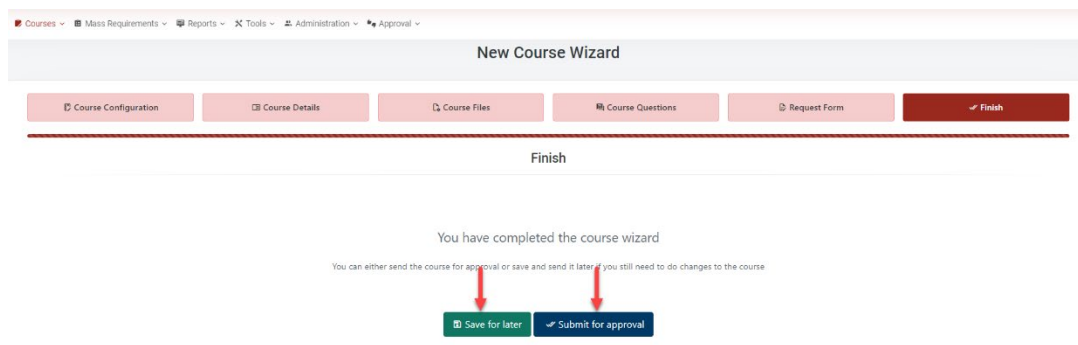 Courses Mass Requirements Reports Tools Administration Approval
New Course Wizard
Course Configuration Course Details Course Files Course Questions Request Form Finish
Finish
You have completed the course wizard
You can either send the course for approval or save and send it later if you still need to do changes to the course
Save for later Submit for approval